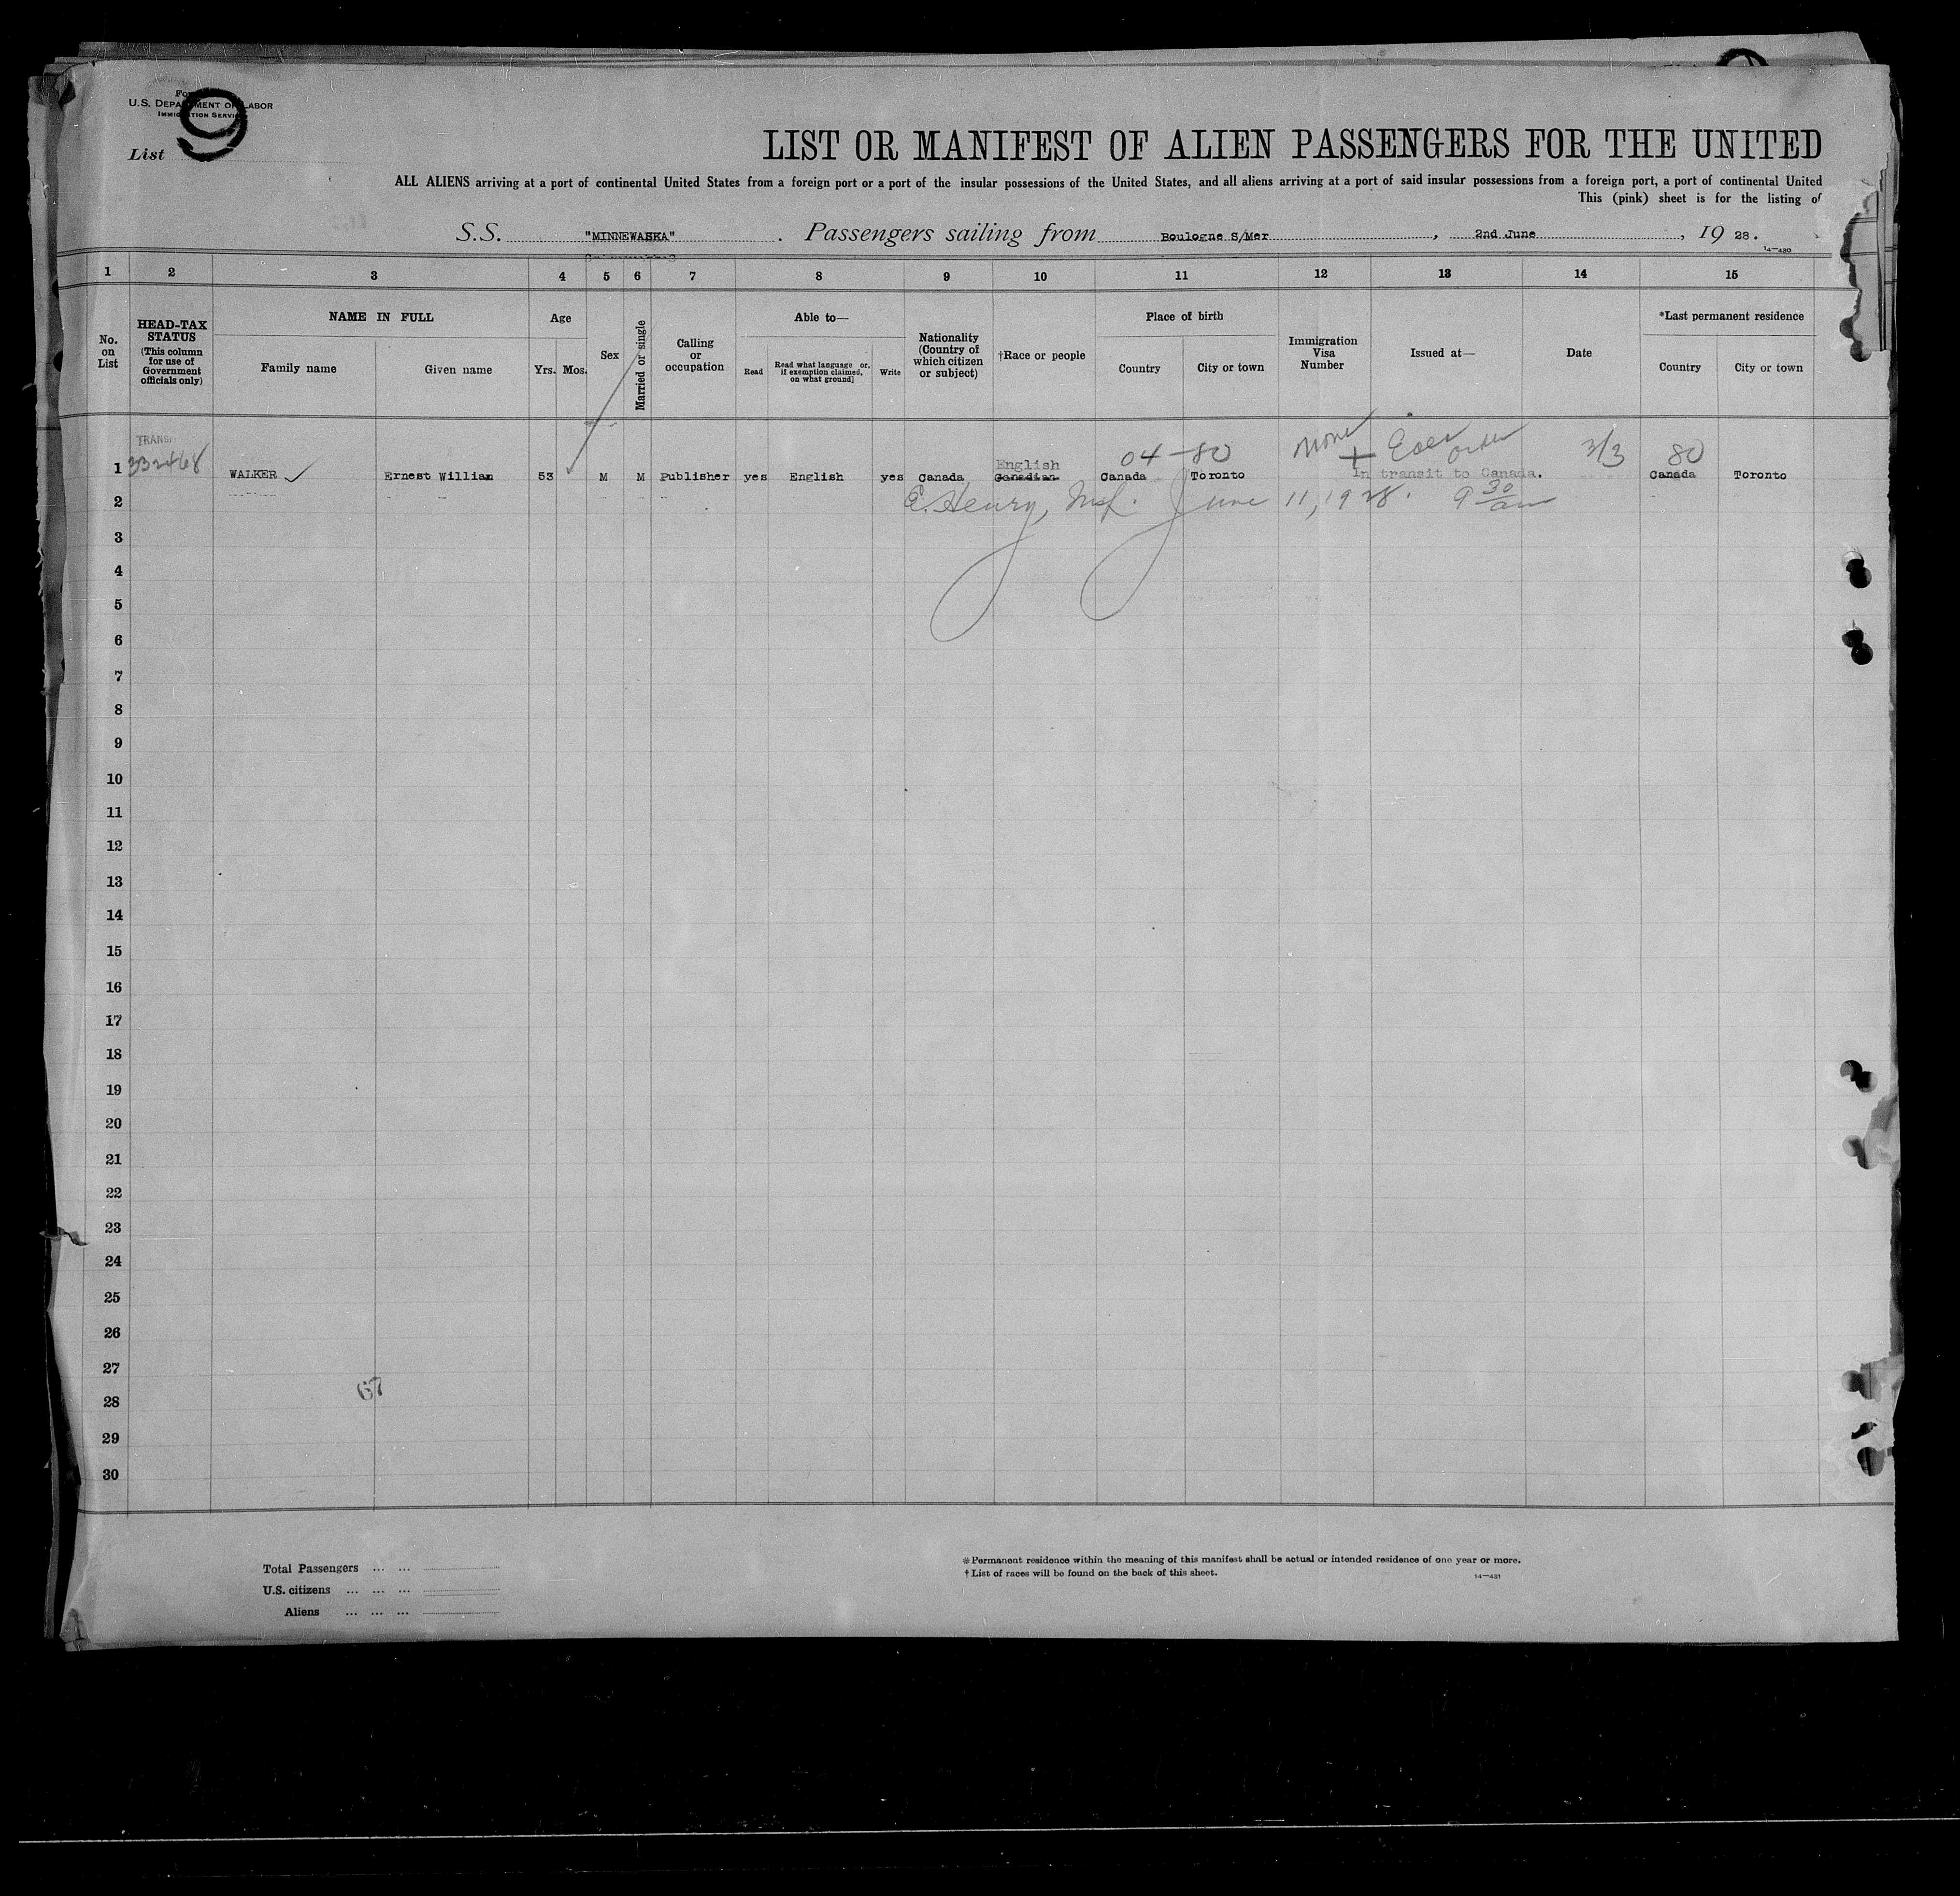 U.S. DEPARTMENT OF LABOR
IMMIGRATION SERVICE
9
List
LIST OR MANIFEST OF ALIEN PASSENGERS FOR THE UNITED
ALL ALIENS arriving at a port of continental United States from a foreign port or a port of the insular possessions of the United States, and all aliens arriving at a port of said insular possessions from a foreign port, a port of continental United
This (pink) sheet is for the listing of
S.S. "MINNEWASKA" . Passengers sailing from Boulogne S/Mer , 2nd June , 19 28.
14—430
1 2 3 4 5 6 7 8 9 10 11 12 13 14 15
No. on List
HEAD-TAX STATUS (This column for use of Government officials only)
NAME IN FULL
Family name Given name
Age
Yrs. Mos.
Sex
Married or single
Calling or occupation
Able to—
Read
Read what language [or, if exemption claimed, on what ground]
Write
Nationality (Country of which citizen or subject)
†Race or people
Place of birth
Country City or town
Immigration Visa Number
Issued at—
Date
*Last permanent residence
Country City or town
TRANS.
332468
04-80 None 3/3 80
English
1 WALKER Ernest William 53 M M Publisher yes English yes Canada Canadian Canada Toronto In transit to Canada. Canada Toronto
2 E. Henry, June 11, 1928. 9 30 am
3
4
5
6
7
8
9
10
11
12
13
14
15
16
17
18
19
20
21
22
23
24
25
26
27
67
28
29
30
Total Passengers ... ...
U.S. citizens ... ... ...
Aliens ... ... ...
*Permanent residence within the meaning of this manifest shall be actual or intended residence of one year or more.
†List of races will be found on the back of this sheet.
14—431